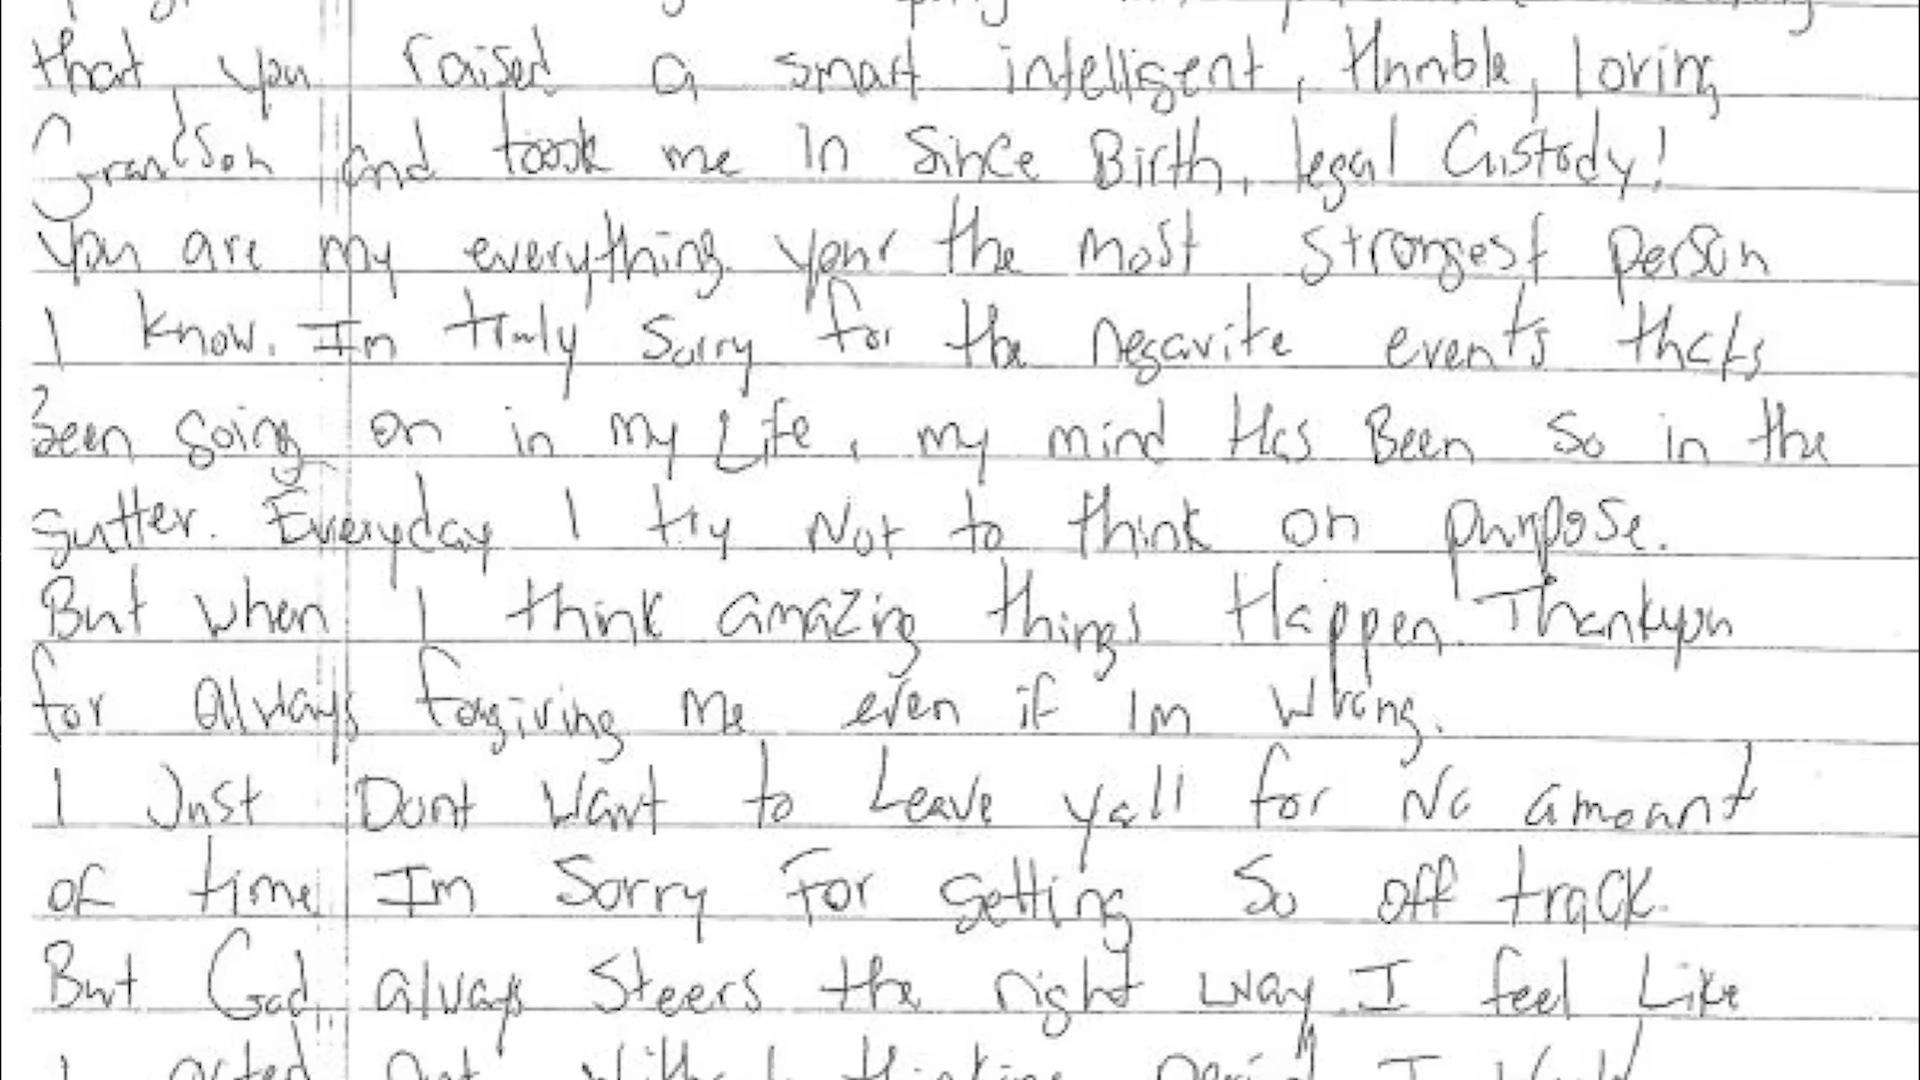 that you raised a smart intelligent, Humble, loving
Grandson and took me in Since Birth, legal Custody!
you are my everything. your the most strongest person
I know. Im truly Sorry for the negavite events thats
Been going on in my Life, my mind Has Been So in the
gutter. Everyday I try Not to think on purpose.
But when I think amazing things Happen. Thankyou
for always forgiving me even if Im wrong.
I Just Dont Want to Leave yall for No amount
of time Im Sorry For getting So off track.
But God always Steers the right way I feel Like
I acted out without thinking I